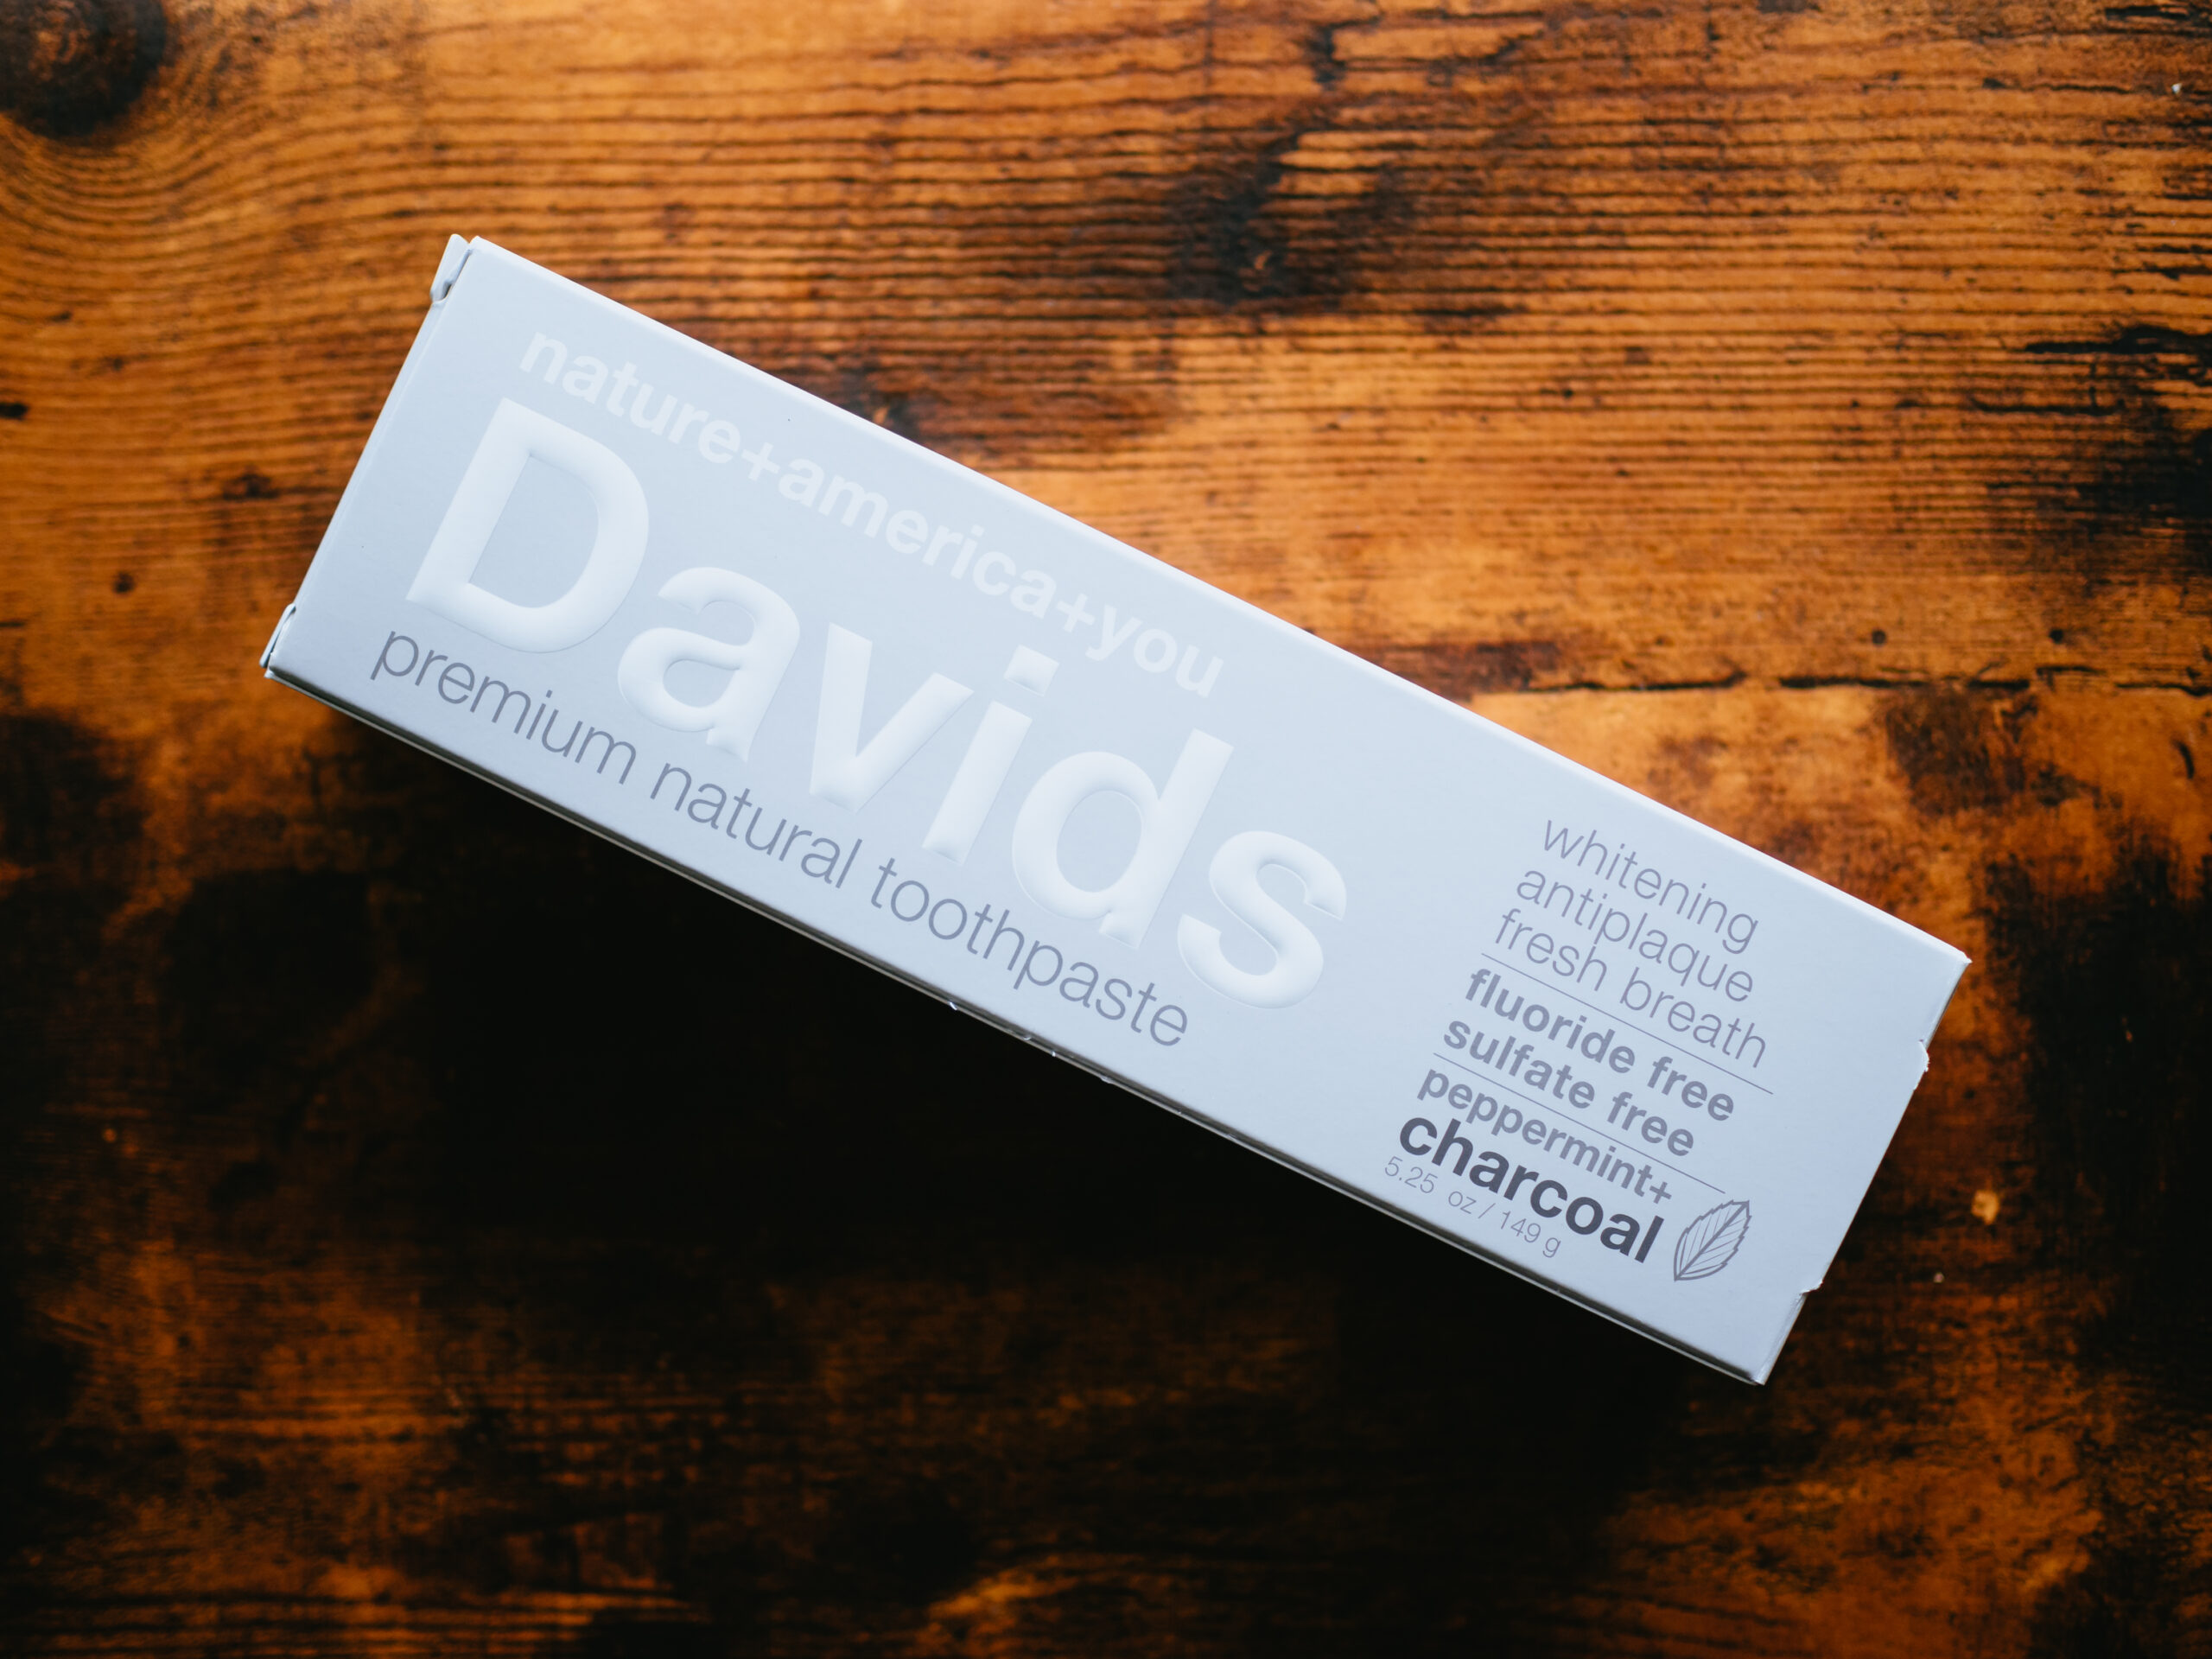 nature+america+you
Davids
premium natural toothpaste
whitening
antiplaque
fresh breath
fluoride free
sulfate free
peppermint+
charcoal
5.25 oz / 149 g